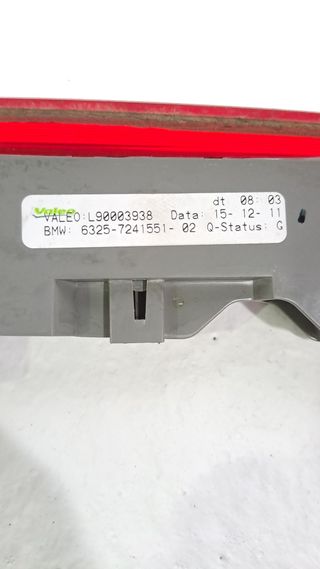 dt 08: 03
Valeo
VALEO:L90003938 Data: 15- 12- 11
BMW: 6325-7241551- 02 Q-Status: G